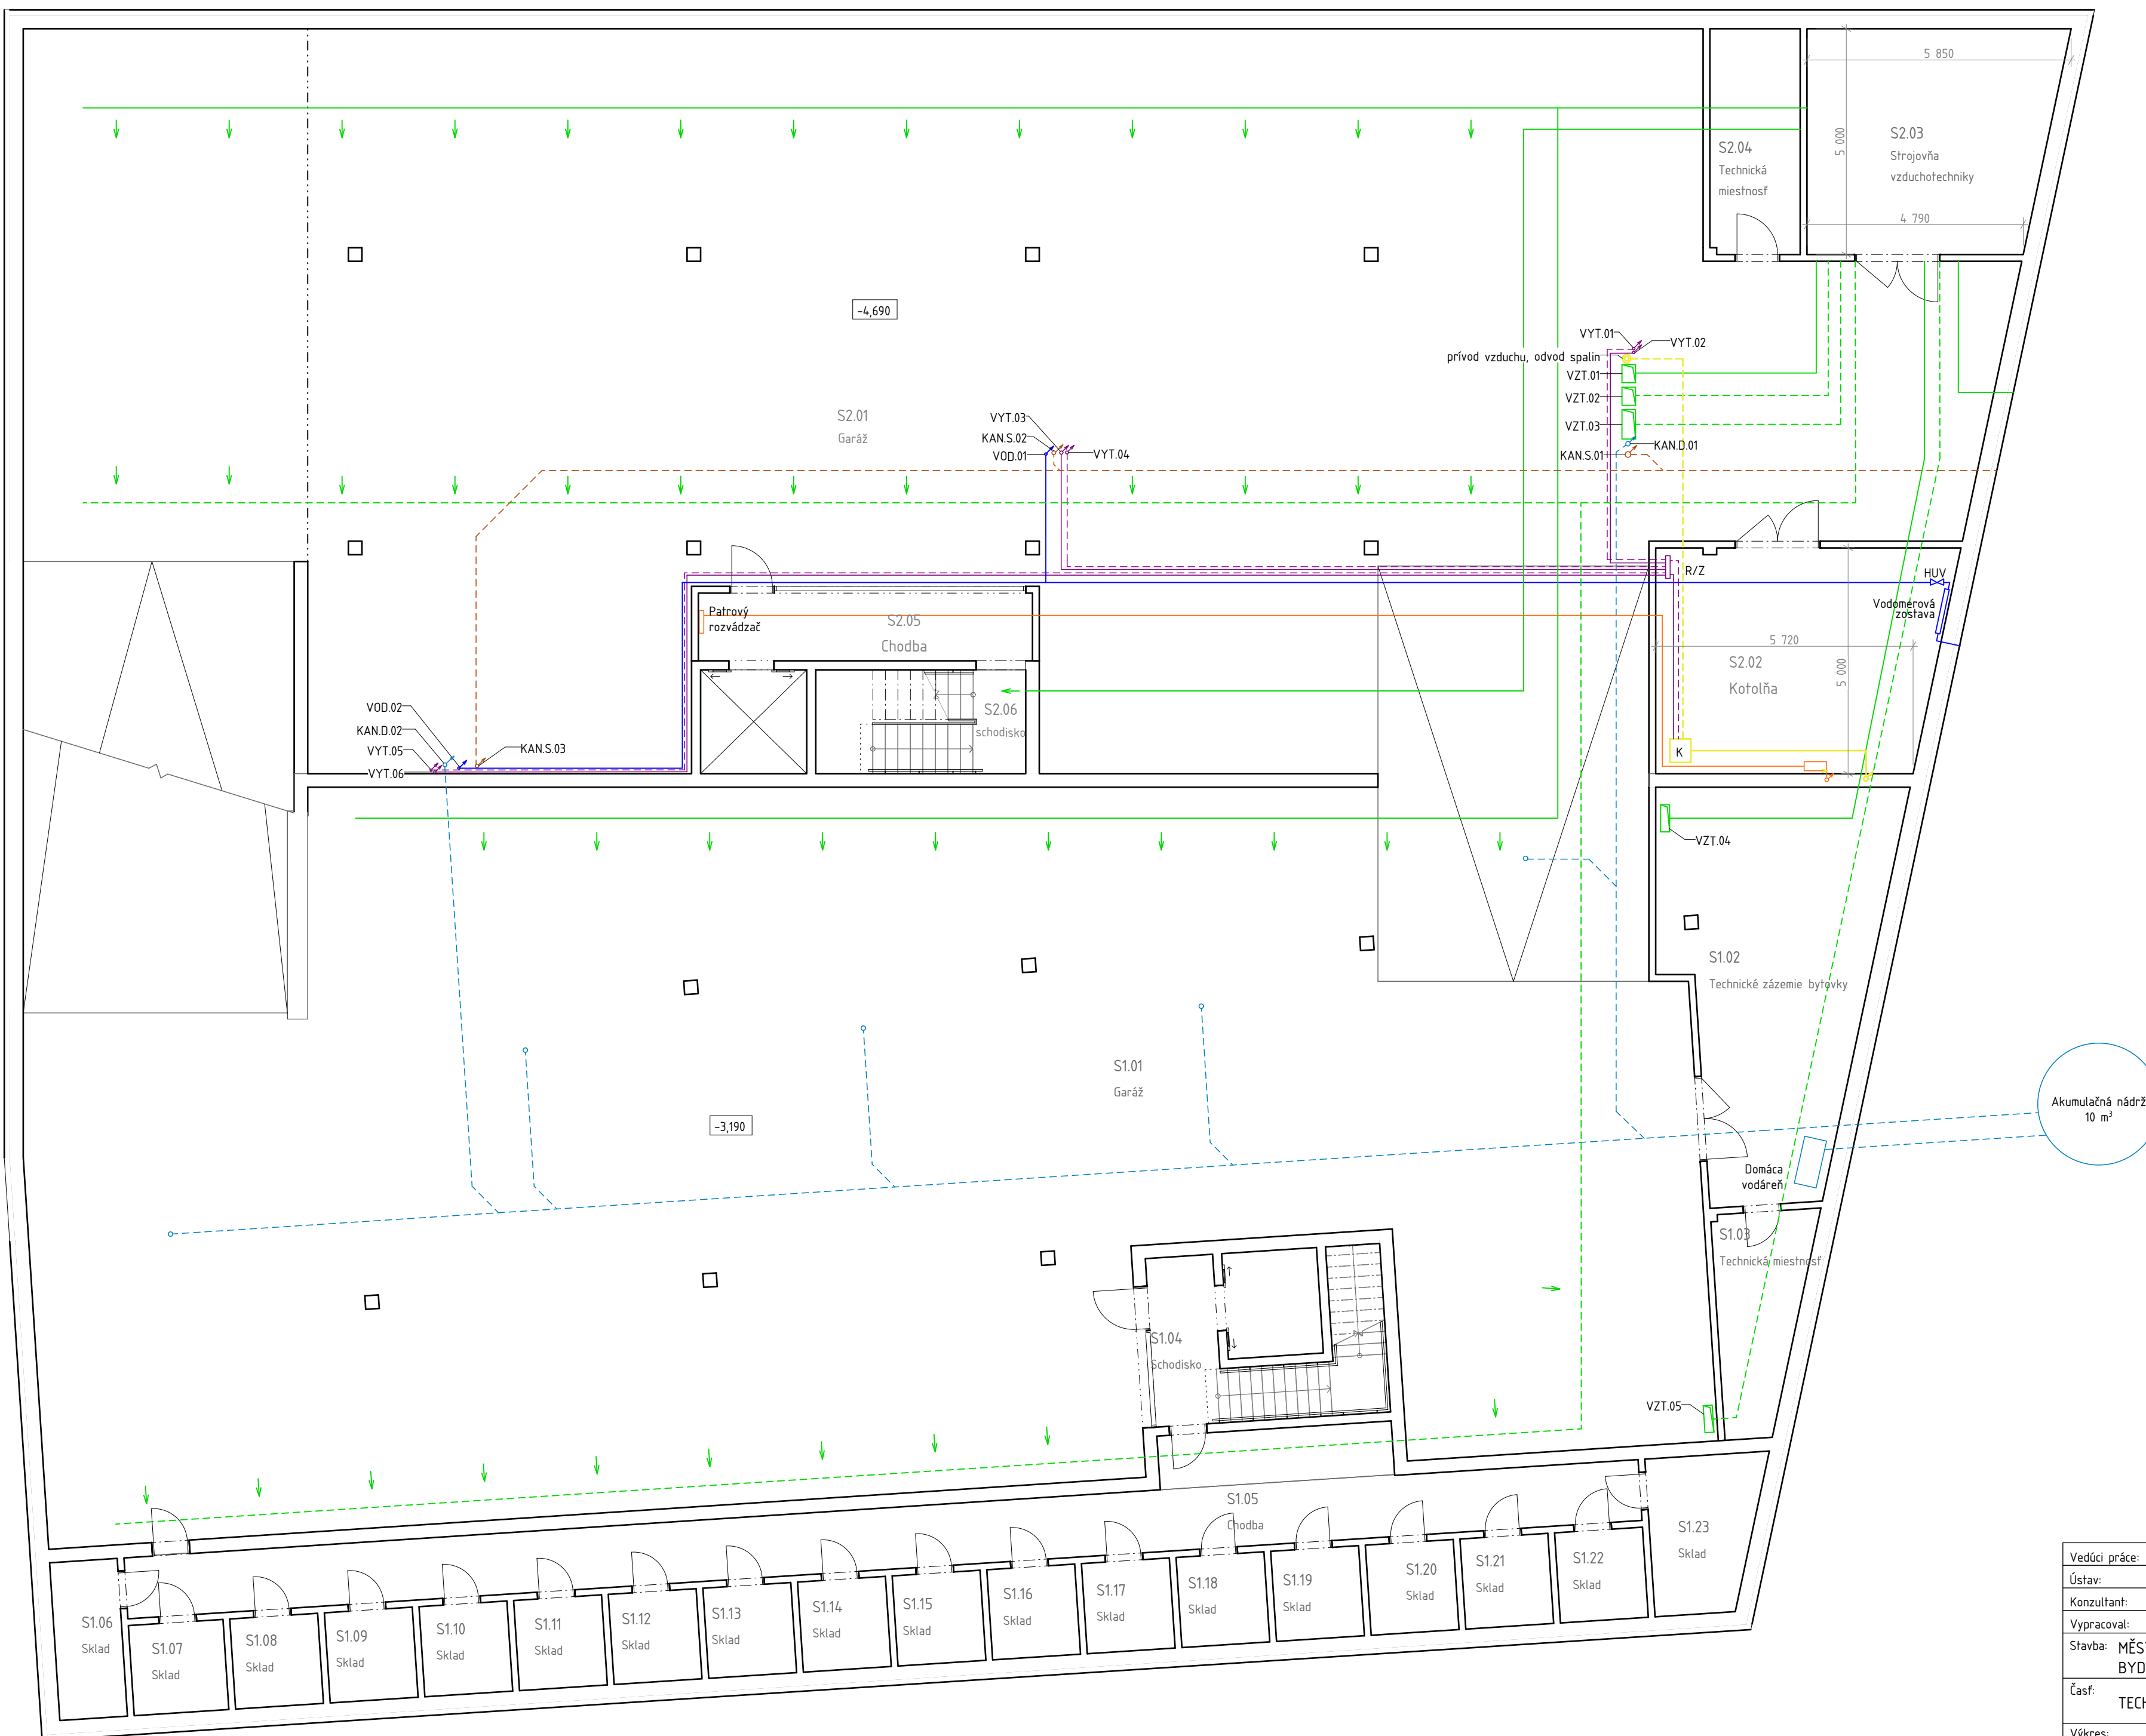 5 850
5 000
S2.03
Strojovňa
vzduchotechniky
4 790
S2.04
Technická
miestnosť
-4,690
VYT.01
VYT.02
prívod vzduchu, odvod spalin
VZT.01
VZT.02
VZT.03
KAN.D.01
KAN.S.01
S2.01
Garáž
VYT.03
KAN.S.02
VOD.01
VYT.04
R/Z
HUV
Vodomerová
zostava
Patrový
rozvádzač
S2.05
Chodba
5 720
5 000
S2.02
Kotolňa
S2.06
schodisko
VOD.02
KAN.D.02
VYT.05
VYT.06
KAN.S.03
K
VZT.04
S1.02
Technické zázemie bytovky
S1.01
Garáž
-3,190
Akumulačná nádrž
10 m³
Domáca
vodáreň
S1.03
Technická miestnosť
S1.04
Schodisko
VZT.05
S1.05
Chodba
S1.06
Sklad
S1.07
Sklad
S1.08
Sklad
S1.09
Sklad
S1.10
Sklad
S1.11
Sklad
S1.12
Sklad
S1.13
Sklad
S1.14
Sklad
S1.15
Sklad
S1.16
Sklad
S1.17
Sklad
S1.18
Sklad
S1.19
Sklad
S1.20
Sklad
S1.21
Sklad
S1.22
Sklad
S1.23
Sklad
Vedúci práce:
Ústav:
Konzultant:
Vypracoval:
Stavba: MĚS
BYD
Časť:
TECH
Výkres: